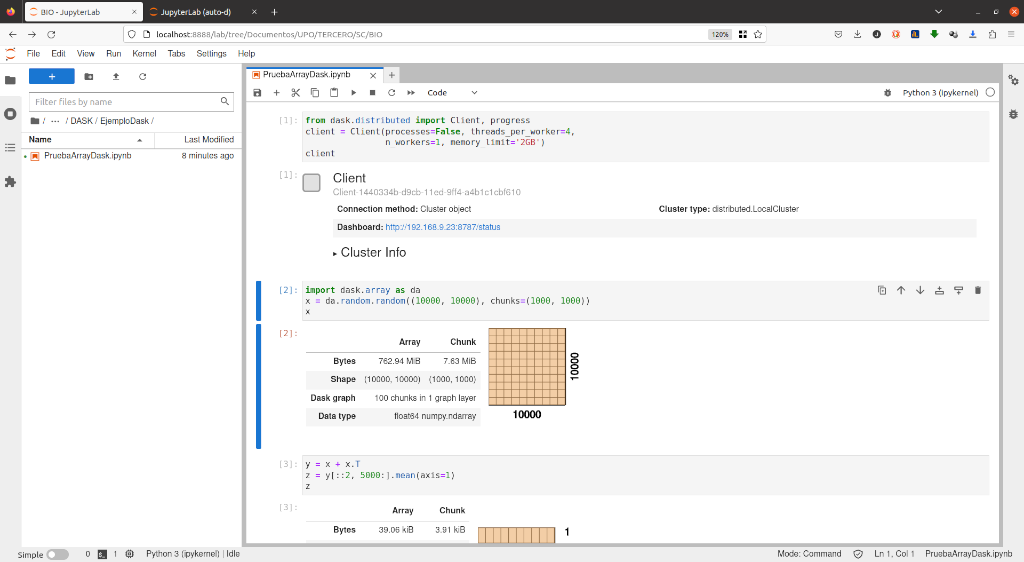 BIO - JupyterLab
JupyterLab (auto-d)
localhost:8888/lab/tree/Documentos/UPO/TERCERO/SC/BIO
120%
File Edit View Run Kernel Tabs Settings Help
Filter files by name
/ ··· / DASK / EjemploDask /
Name Last Modified
PruebaArrayDask.ipynb 8 minutes ago
PruebaArrayDask.ipynb
Code
Python 3 (ipykernel)
[1]: from dask.distributed import Client, progress
client = Client(processes=False, threads_per_worker=4,
n_workers=1, memory_limit='2GB')
client
[1]: Client
Client-1440334b-d9cb-11ed-9ff4-a4b1c1cbf610
Connection method: Cluster object Cluster type: distributed.LocalCluster
Dashboard: http://192.168.9.23:8787/status
Cluster Info
[2]: import dask.array as da
x = da.random.random((10000, 10000), chunks=(1000, 1000))
x
[2]:
Array Chunk
Bytes 762.94 MiB 7.63 MiB
Shape (10000, 10000) (1000, 1000)
Dask graph 100 chunks in 1 graph layer
Data type float64 numpy.ndarray
10000
10000
[3]: y = x + x.T
z = y[::2, 5000:].mean(axis=1)
z
[3]:
Array Chunk
Bytes 39.06 kiB 3.91 kiB
1
Simple 0 1 Python 3 (ipykernel) | Idle
Mode: Command Ln 1, Col 1 PruebaArrayDask.ipynb